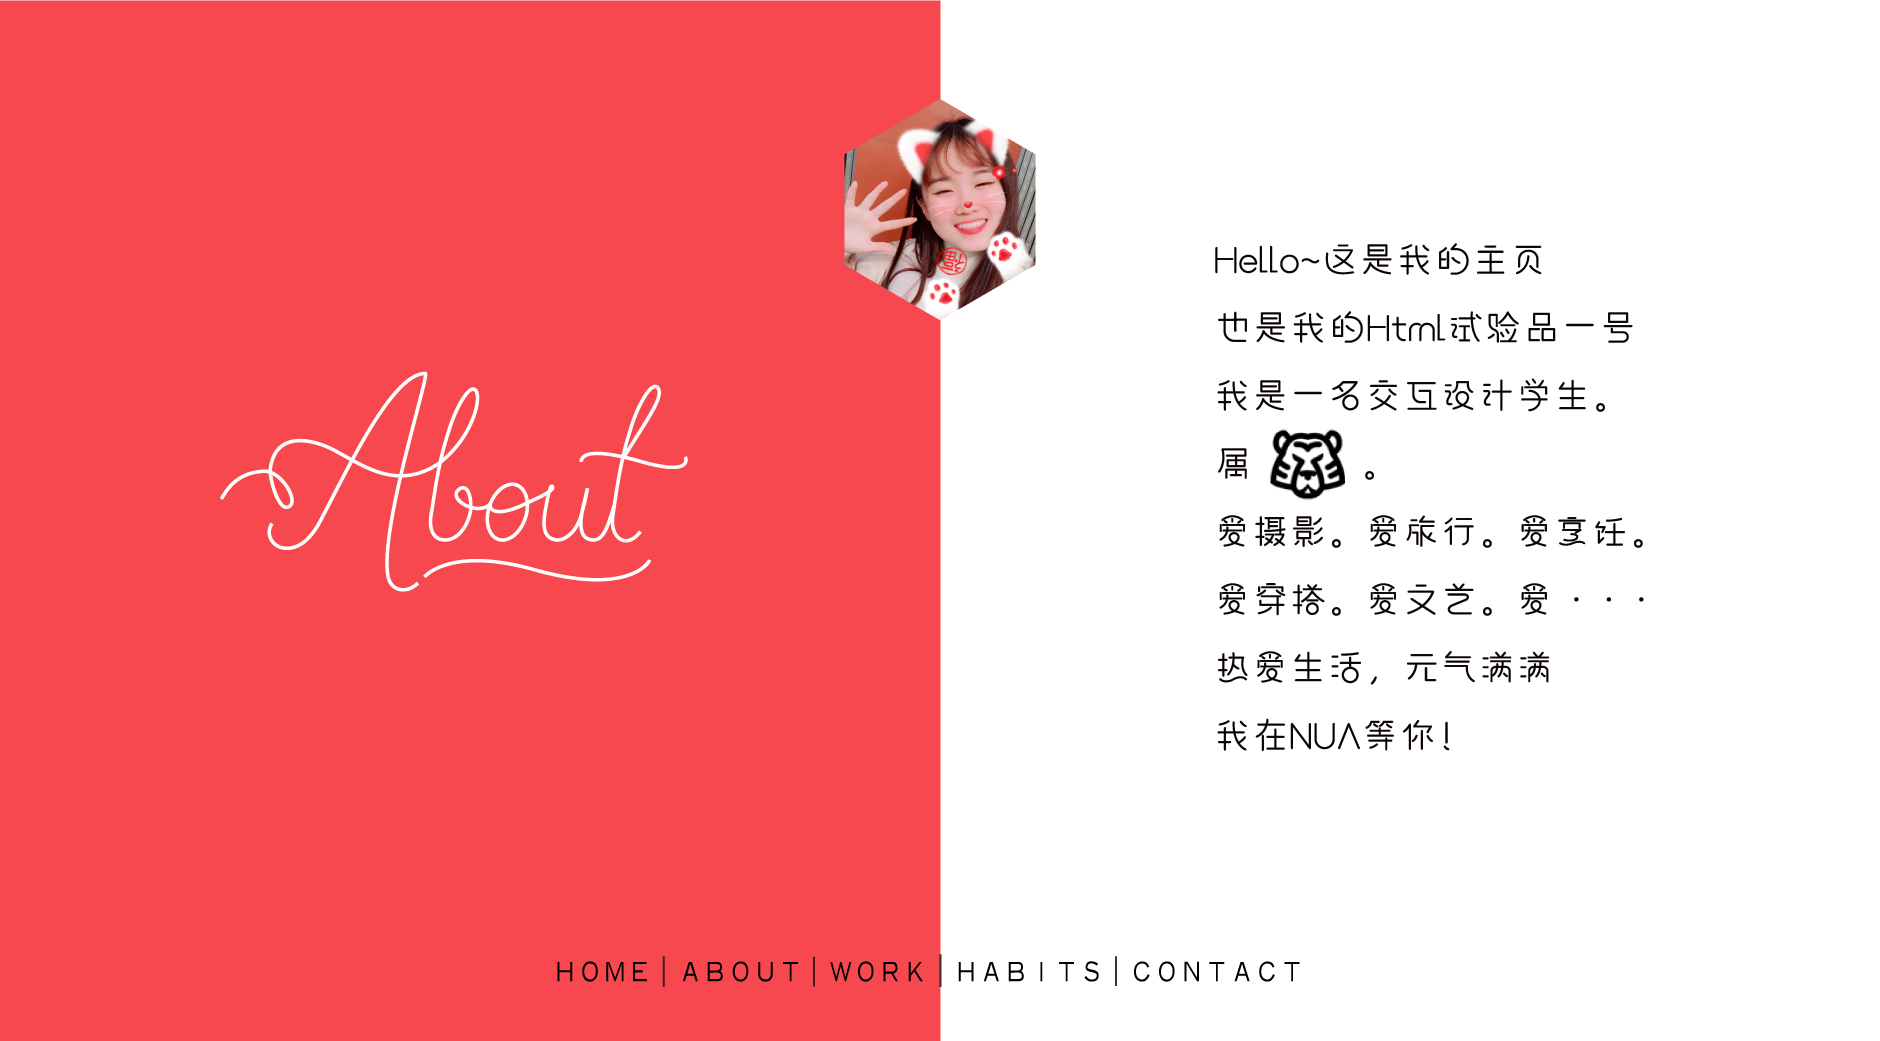 About
Hello~这是我的主页
也是我的Html试验品一号
我是一名交互设计学生。
属 。
爱摄影。爱旅行。爱烹饪。
爱穿搭。爱文艺。爱···
热爱生活，元气满满
我在NUA等你！
HOME|ABOUT|WORK|HABITS|CONTACT